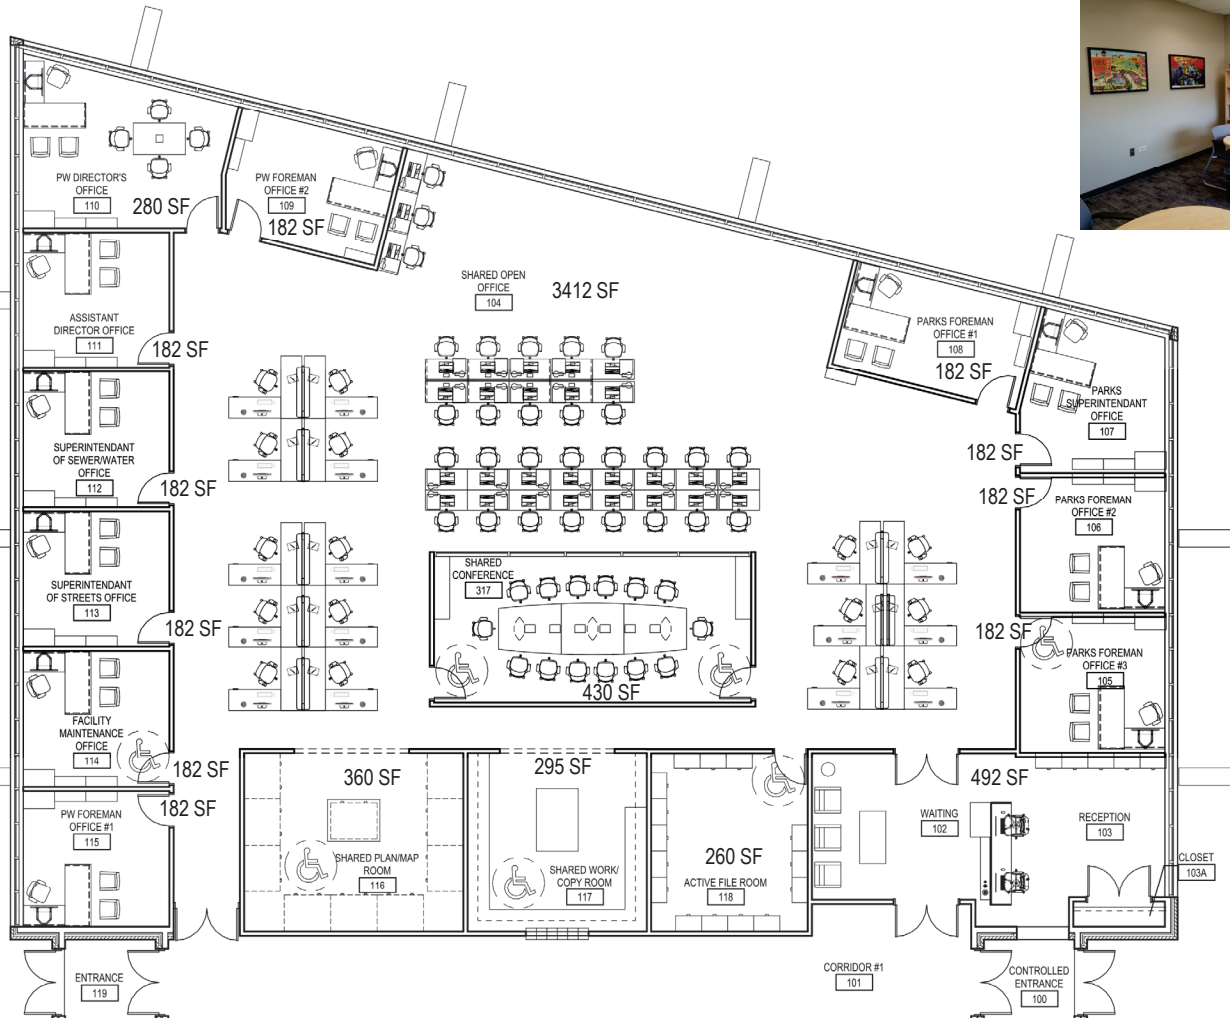 PW DIRECTOR'S
OFFICE
110
280 SF
PW FOREMAN
OFFICE #2
109
182 SF
SHARED OPEN
OFFICE
104
3412 SF
PARKS FOREMAN
OFFICE #1
108
182 SF
PARKS
SUPERINTENDANT
OFFICE
107
182 SF
ASSISTANT
DIRECTOR OFFICE
111
182 SF
SUPERINTENDANT
OF SEWER/WATER
OFFICE
112
182 SF
182 SF
PARKS FOREMAN
OFFICE #2
106
SUPERINTENDANT
OF STREETS OFFICE
113
182 SF
SHARED
CONFERENCE
317
430 SF
182 SF
PARKS FOREMAN
OFFICE #3
105
FACILITY
MAINTENANCE
OFFICE
114
182 SF
PW FOREMAN
OFFICE #1
115
182 SF
360 SF
SHARED PLAN/MAP
ROOM
116
295 SF
SHARED WORK/
COPY ROOM
117
260 SF
ACTIVE FILE ROOM
118
492 SF
WAITING
102
RECEPTION
103
CLOSET
103A
ENTRANCE
119
CORRIDOR #1
101
CONTROLLED
ENTRANCE
100